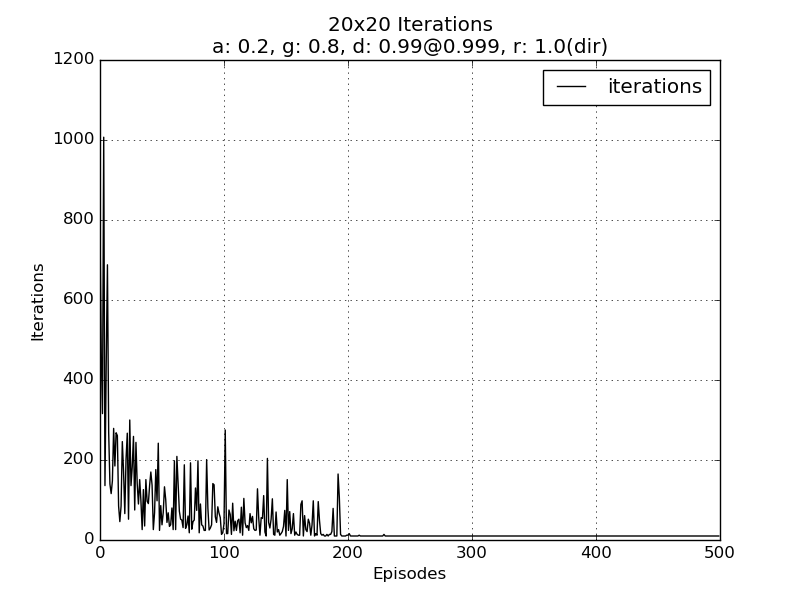 20x20 Iterations
a: 0.2, g: 0.8, d: 0.99@0.999, r: 1.0(dir)
1200
iterations
1000
800
600
Iterations
400
200
0
0 100 200 300 400 500
Episodes